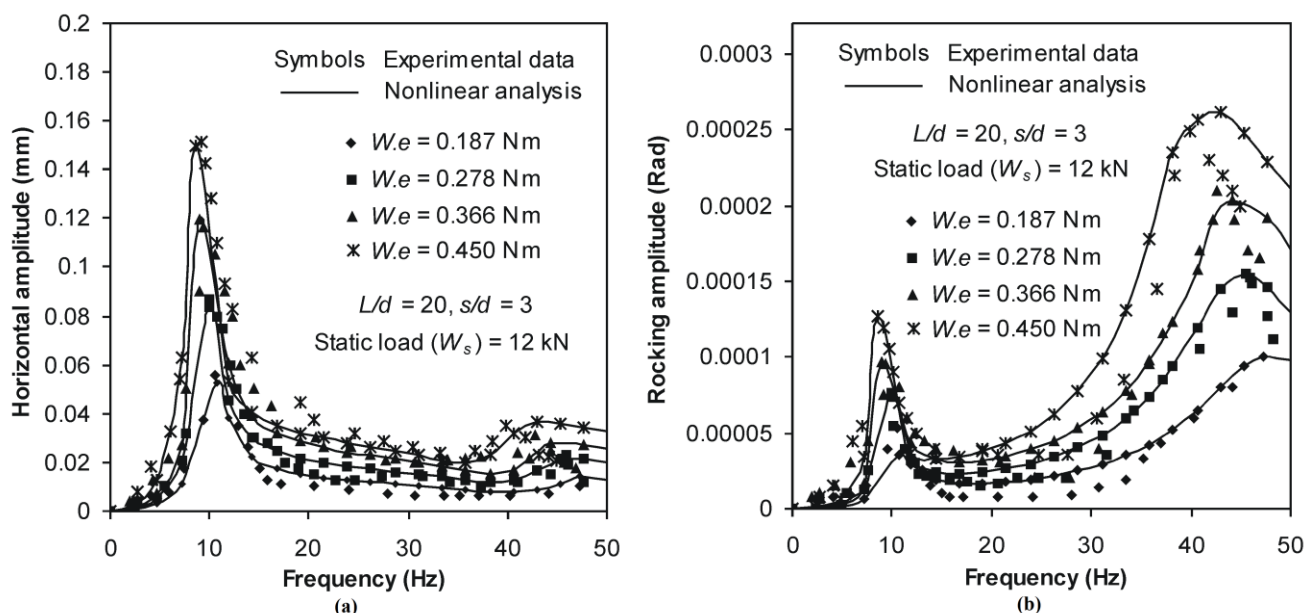 0.2
0.18
0.16
0.14
0.12
0.1
0.08
0.06
0.04
0.02
0
Horizontal amplitude (mm)
Symbols Experimental data
Nonlinear analysis
W.e = 0.187 Nm
W.e = 0.278 Nm
W.e = 0.366 Nm
W.e = 0.450 Nm
L/d = 20, s/d = 3
Static load (Ws) = 12 kN
0 10 20 30 40 50
Frequency (Hz)
(a)
0.0003
0.00025
0.0002
0.00015
0.0001
0.00005
0
Rocking amplitude (Rad)
Symbols Experimental data
Nonlinear analysis
L/d = 20, s/d = 3
Static load (Ws) = 12 kN
W.e = 0.187 Nm
W.e = 0.278 Nm
W.e = 0.366 Nm
W.e = 0.450 Nm
0 10 20 30 40 50
Frequency (Hz)
(b)